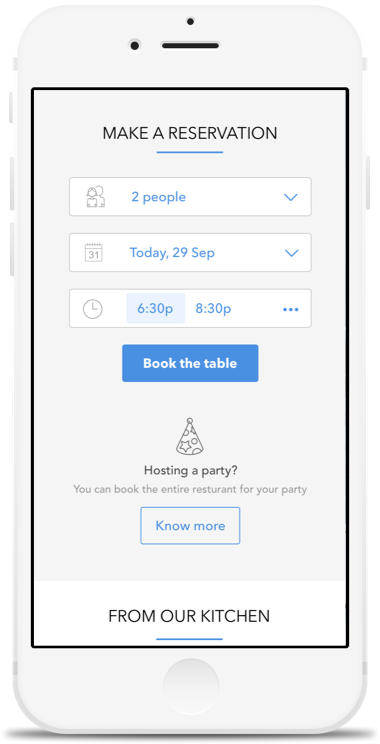 MAKE A RESERVATION
2 people
31
Today, 29 Sep
6:30p 8:30p •••
Book the table
Hosting a party?
You can book the entire resturant for your party
Know more
FROM OUR KITCHEN